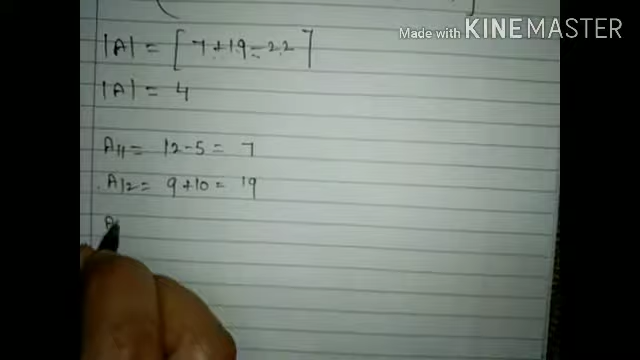 Made with KINEMASTER
|A| = [ 7+19-22 ]
|A| = 4
A11 = 12-5 = 7
A12 = 9+10 = 19
A